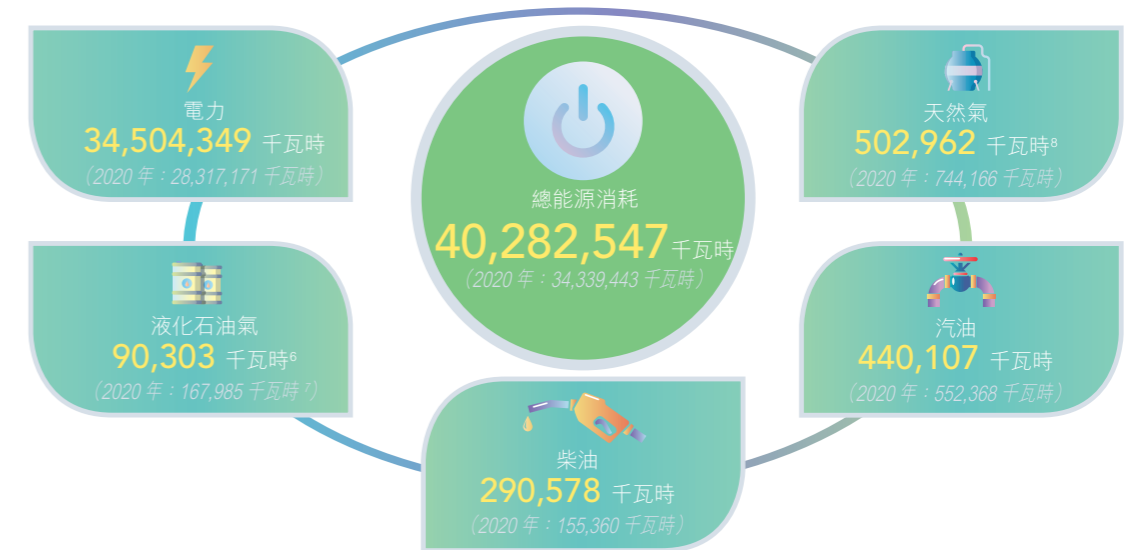 電力
34,504,349 千瓦時
（2020 年：28,317,171 千瓦時）
總能源消耗
40,282,547 千瓦時
（2020 年：34,339,443 千瓦時）
天然氣
502,962 千瓦時⁸
（2020 年：744,166 千瓦時）
液化石油氣
90,303 千瓦時⁶
（2020 年：167,985 千瓦時⁷）
汽油
440,107 千瓦時
（2020 年：552,368 千瓦時）
柴油
290,578 千瓦時
（2020 年：155,360 千瓦時）